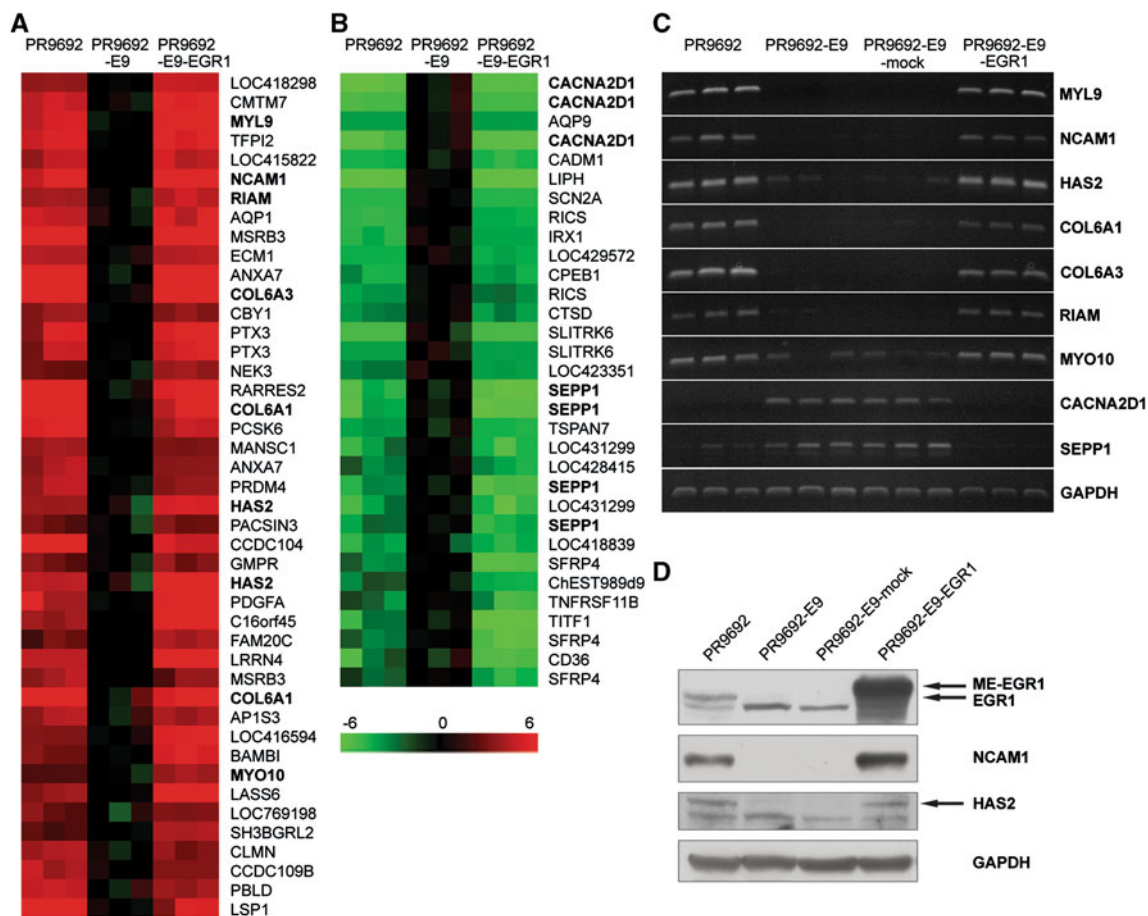 A
PR9692 PR9692 PR9692
-E9 -E9-EGR1
LOC418298
CMTM7
MYL9
TFPI2
LOC415822
NCAM1
RIAM
AQP1
MSRB3
ECM1
ANXA7
COL6A3
CBY1
PTX3
PTX3
NEK3
RARRES2
COL6A1
PCSK6
MANSC1
ANXA7
PRDM4
HAS2
PACSIN3
CCDC104
GMPR
HAS2
PDGFA
C16orf45
FAM20C
LRRN4
MSRB3
COL6A1
AP1S3
LOC416594
BAMBI
MYO10
LASS6
LOC769198
SH3BGRL2
CLMN
CCDC109B
PBLD
LSP1
B
PR9692 PR9692 PR9692
-E9 -E9-EGR1
CACNA2D1
CACNA2D1
AQP9
CACNA2D1
CADM1
LIPH
SCN2A
RICS
IRX1
LOC429572
CPEB1
RICS
CTSD
SLITRK6
SLITRK6
LOC423351
SEPP1
SEPP1
TSPAN7
LOC431299
LOC428415
SEPP1
LOC431299
SEPP1
LOC418839
SFRP4
ChEST989d9
TNFRSF11B
TITF1
SFRP4
CD36
SFRP4
-6 0 6
C
PR9692 PR9692-E9 PR9692-E9 PR9692-E9
-mock -EGR1
MYL9
NCAM1
HAS2
COL6A1
COL6A3
RIAM
MYO10
CACNA2D1
SEPP1
GAPDH
D
PR9692 PR9692-E9 PR9692-E9-mock PR9692-E9-EGR1
ME-EGR1
EGR1
NCAM1
HAS2
GAPDH